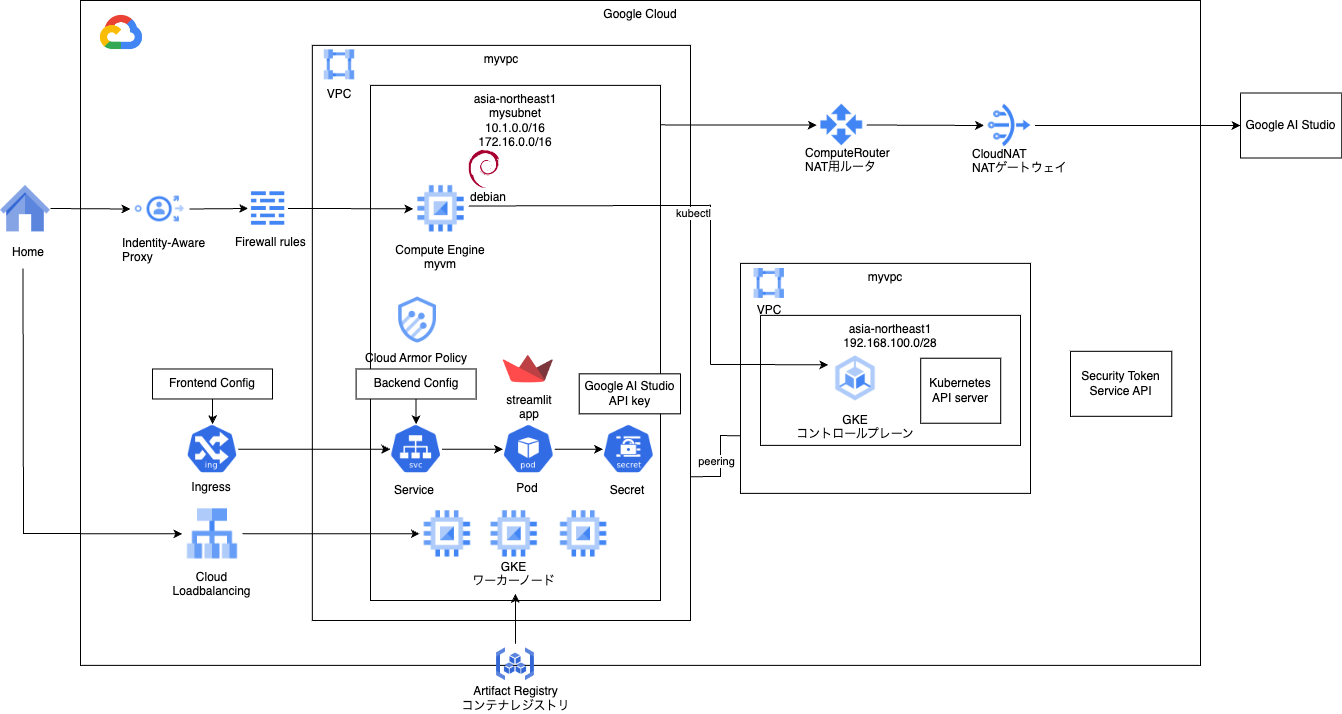 Google Cloud
myvpc
VPC
asia-northeast1
mysubnet
10.1.0.0/16
172.16.0.0/16
debian
ComputeRouter
NAT用ルータ
CloudNAT
NATゲートウェイ
Google AI Studio
Home
Indentity-Aware
Proxy
Firewall rules
Compute Engine
myvm
kubectl
myvpc
VPC
asia-northeast1
192.168.100.0/28
GKE
コントロールプレーン
Kubernetes
API server
Security Token
Service API
Cloud Armor Policy
Frontend Config
Backend Config
streamlit
app
Google AI Studio
API key
ing
Ingress
svc
Service
pod
Pod
secret
Secret
peering
Cloud
Loadbalancing
GKE
ワーカーノード
Artifact Registry
コンテナレジストリ